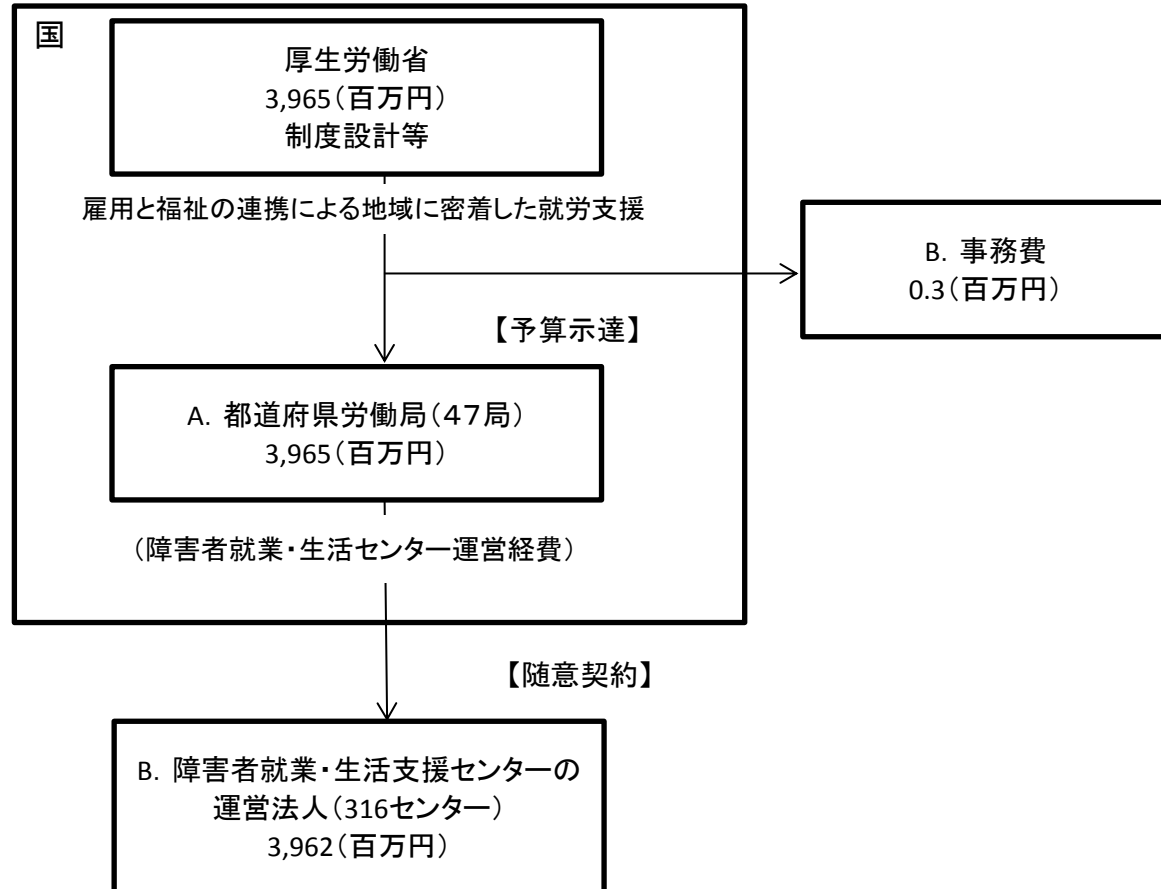 国
厚生労働省
3,965(百万円)
制度設計等
雇用と福祉の連携による地域に密着した就労支援
B. 事務費
0.3(百万円)
【予算示達】
A. 都道府県労働局(47局)
3,965(百万円)
(障害者就業・生活センター運営経費)
【随意契約】
B. 障害者就業・生活支援センターの
運営法人(316センター)
3,962(百万円)